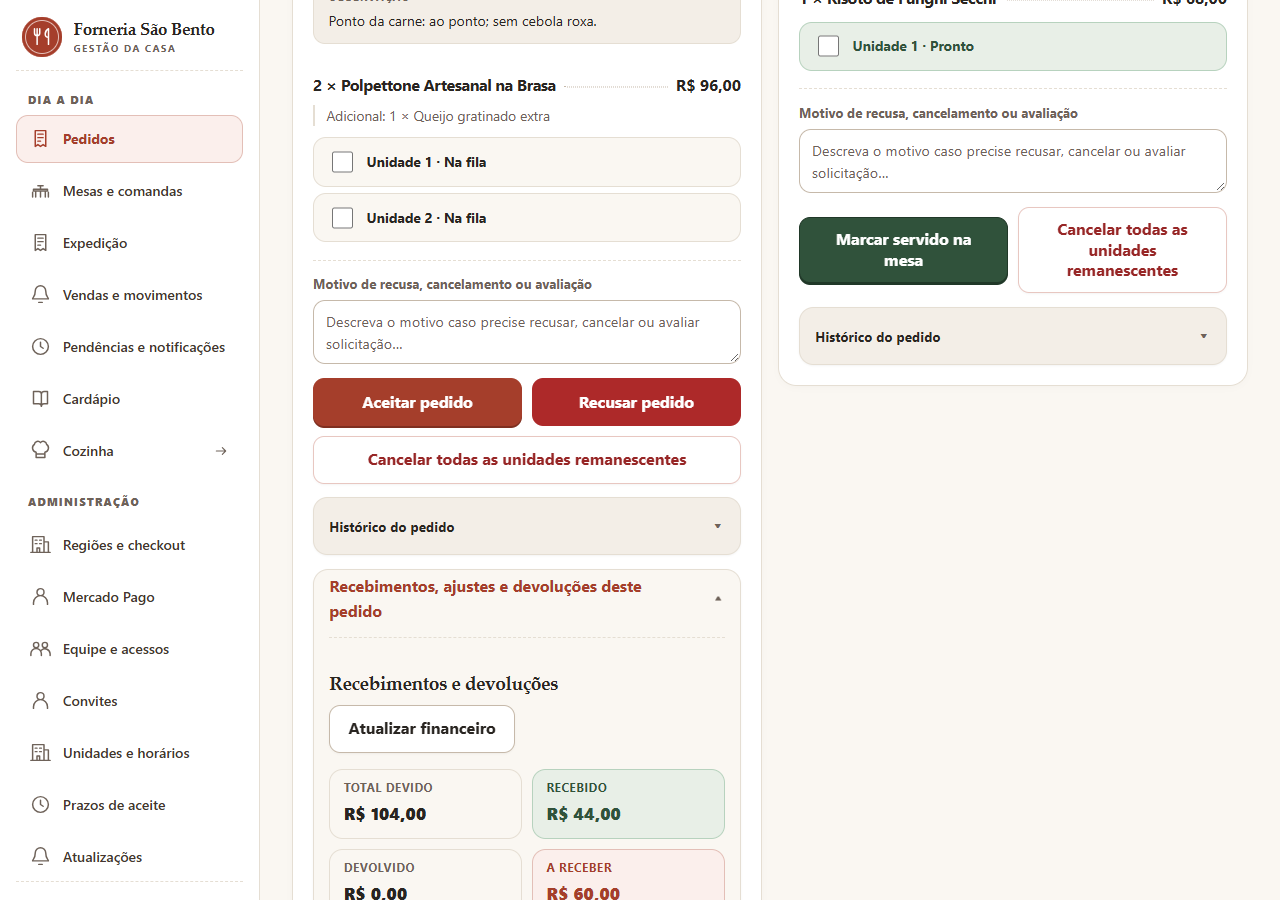 Forneria São Bento
GESTÃO DA CASA
DIA A DIA
Pedidos
Mesas e comandas
Expedição
Vendas e movimentos
Pendências e notificações
Cardápio
Cozinha →
ADMINISTRAÇÃO
Regiões e checkout
Mercado Pago
Equipe e acessos
Convites
Unidades e horários
Prazos de aceite
Atualizações
Ponto da carne: ao ponto; sem cebola roxa.
2 × Polpettone Artesanal na Brasa R$ 96,00
Adicional: 1 × Queijo gratinado extra
Unidade 1 · Na fila
Unidade 2 · Na fila
Motivo de recusa, cancelamento ou avaliação
Descreva o motivo caso precise recusar, cancelar ou avaliar
solicitação...
Aceitar pedido
Recusar pedido
Cancelar todas as unidades remanescentes
Histórico do pedido
Recebimentos, ajustes e devoluções deste
pedido
Recebimentos e devoluções
Atualizar financeiro
TOTAL DEVIDO
R$ 104,00
RECEBIDO
R$ 44,00
DEVOLVIDO
R$ 0,00
A RECEBER
R$ 60,00
1 × Risoto de Funghi Secchi R$ 68,00
Unidade 1 · Pronto
Motivo de recusa, cancelamento ou avaliação
Descreva o motivo caso precise recusar, cancelar ou avaliar
solicitação...
Marcar servido na
mesa
Cancelar todas as
unidades
remanescentes
Histórico do pedido